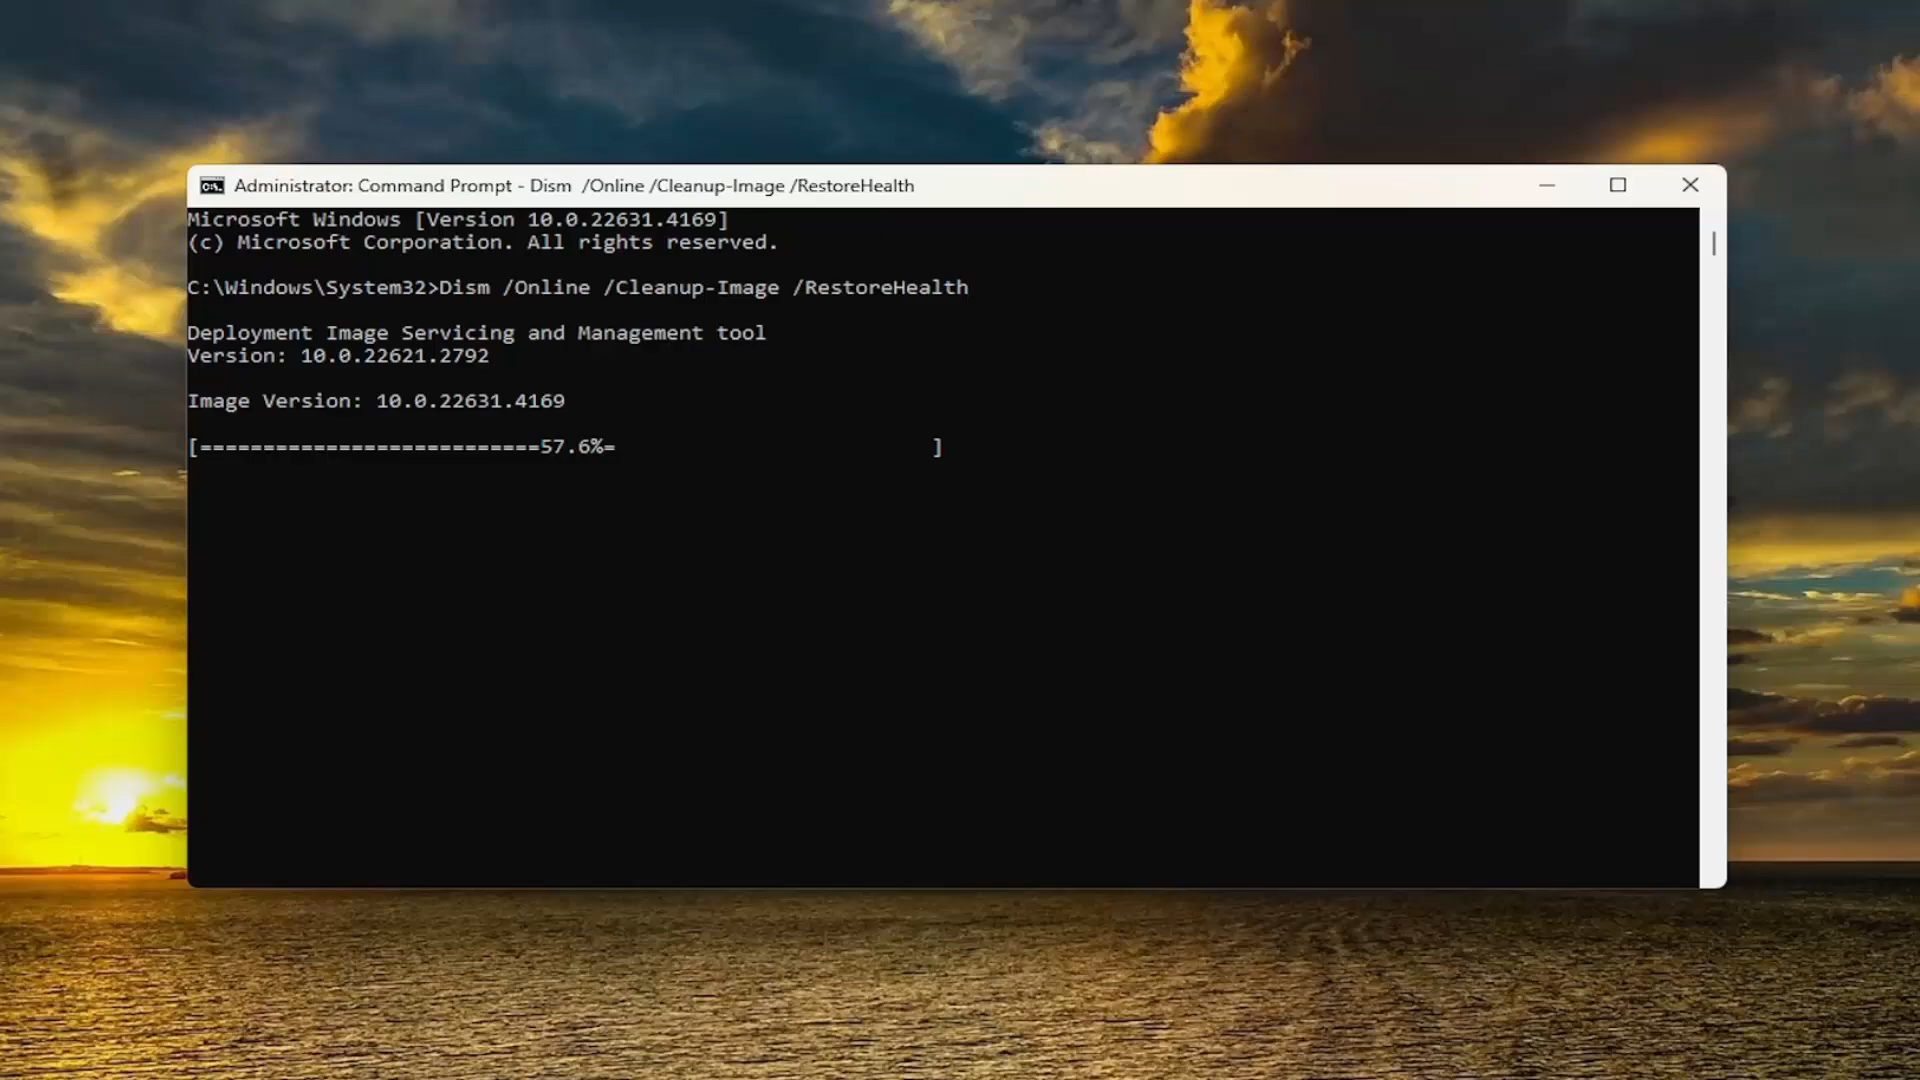 Administrator: Command Prompt - Dism  /Online /Cleanup-Image /RestoreHealth
Microsoft Windows [Version 10.0.22631.4169]
(c) Microsoft Corporation. All rights reserved.
C:\Windows\System32>Dism /Online /Cleanup-Image /RestoreHealth
Deployment Image Servicing and Management tool
Version: 10.0.22621.2792
Image Version: 10.0.22631.4169
[===========================57.6%=                          ]